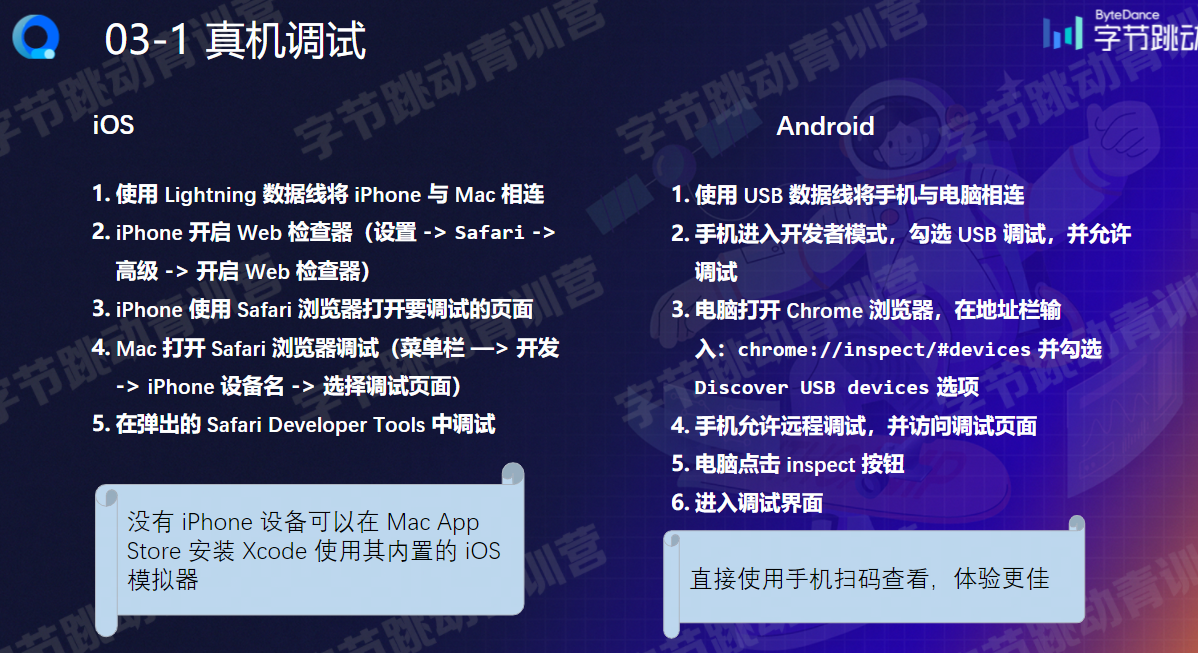 03-1 真机调试
ByteDance
字节跳动
iOS
1. 使用 Lightning 数据线将 iPhone 与 Mac 相连
2. iPhone 开启 Web 检查器（设置 -> Safari ->
高级 -> 开启 Web 检查器）
3. iPhone 使用 Safari 浏览器打开要调试的页面
4. Mac 打开 Safari 浏览器调试（菜单栏 —> 开发
-> iPhone 设备名 -> 选择调试页面）
5. 在弹出的 Safari Developer Tools 中调试
没有 iPhone 设备可以在 Mac App
Store 安装 Xcode 使用其内置的 iOS
模拟器
Android
1. 使用 USB 数据线将手机与电脑相连
2. 手机进入开发者模式，勾选 USB 调试，并允许
调试
3. 电脑打开 Chrome 浏览器，在地址栏输
入：chrome://inspect/#devices 并勾选
Discover USB devices 选项
4. 手机允许远程调试，并访问调试页面
5. 电脑点击 inspect 按钮
6. 进入调试界面
直接使用手机扫码查看，体验更佳
字节跳动青训营